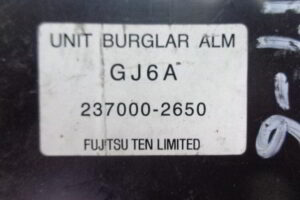 UNIT BURGLAR ALM
GJ6A
237000-2650
FUJITSU TEN LIMITED